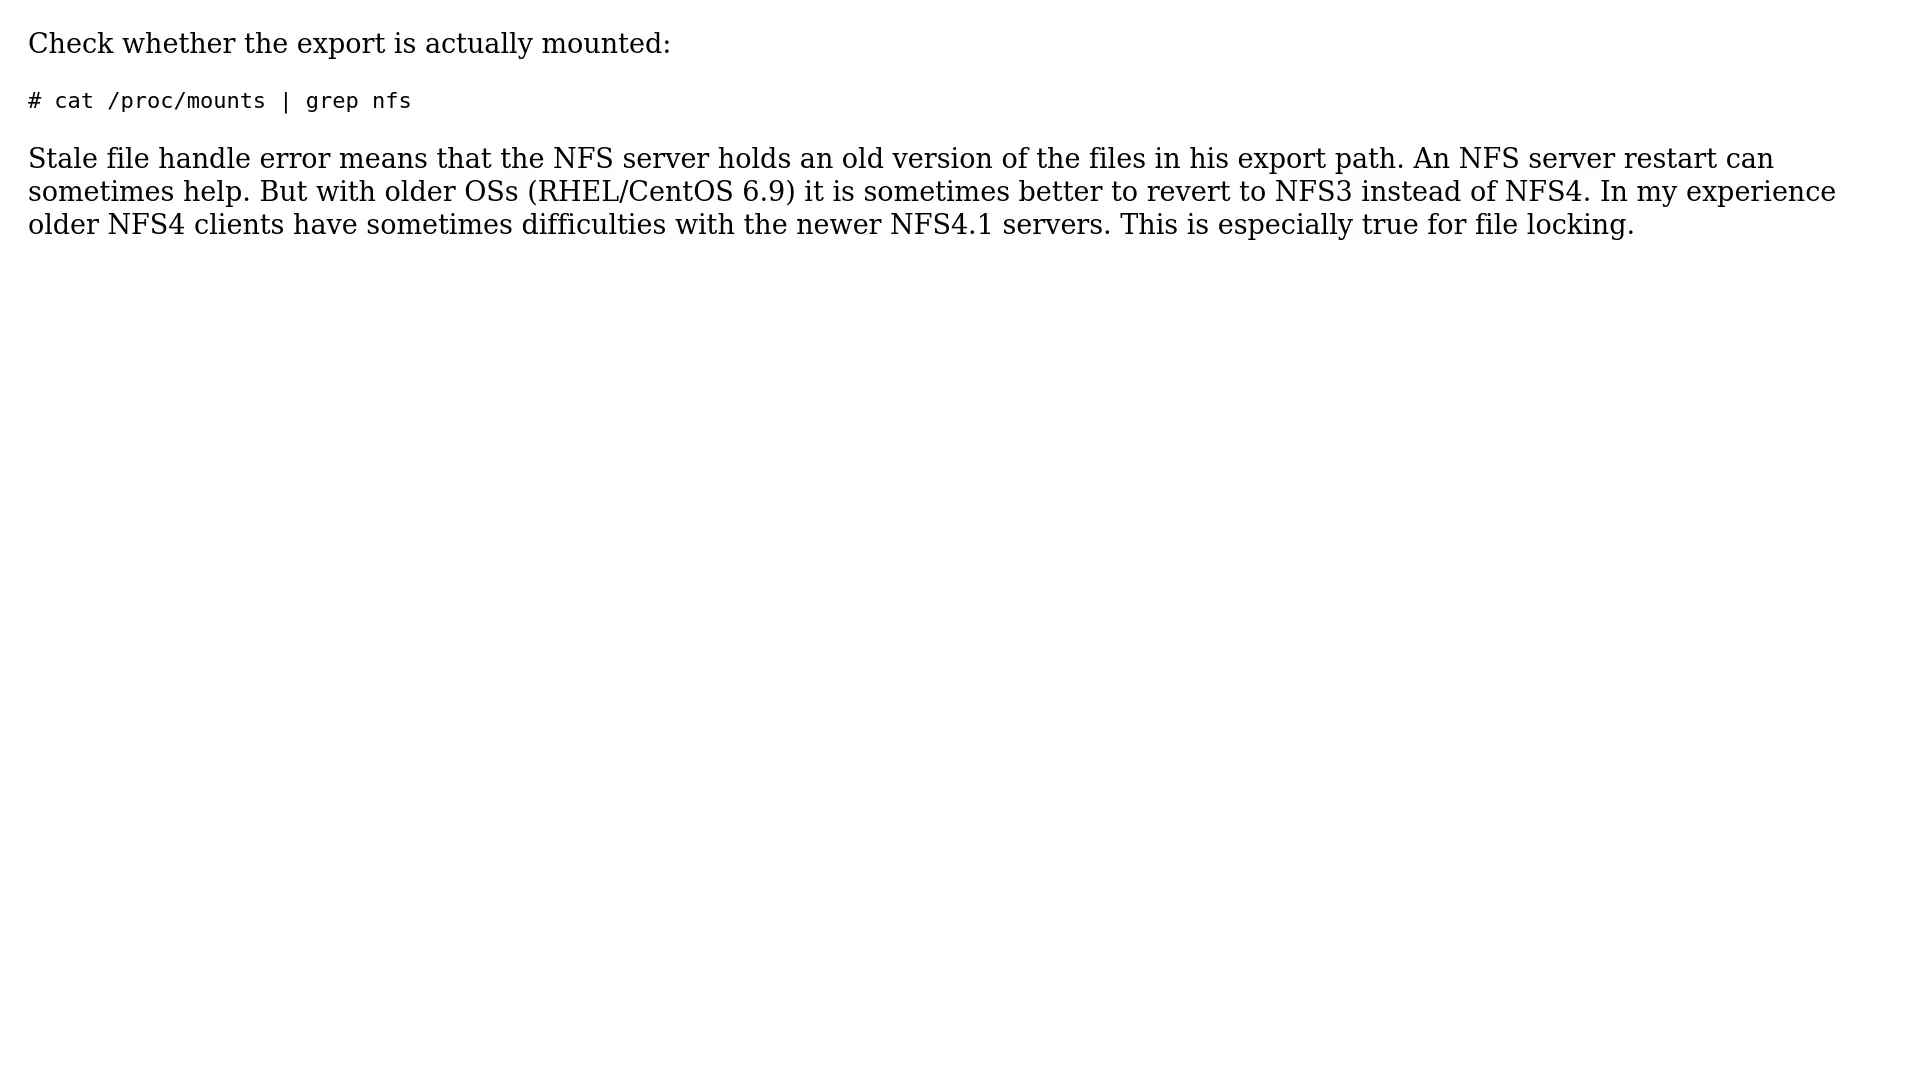 Check whether the export is actually mounted:
# cat /proc/mounts | grep nfs
Stale file handle error means that the NFS server holds an old version of the files in his export path. An NFS server restart can
sometimes help. But with older OSs (RHEL/CentOS 6.9) it is sometimes better to revert to NFS3 instead of NFS4. In my experience
older NFS4 clients have sometimes difficulties with the newer NFS4.1 servers. This is especially true for file locking.